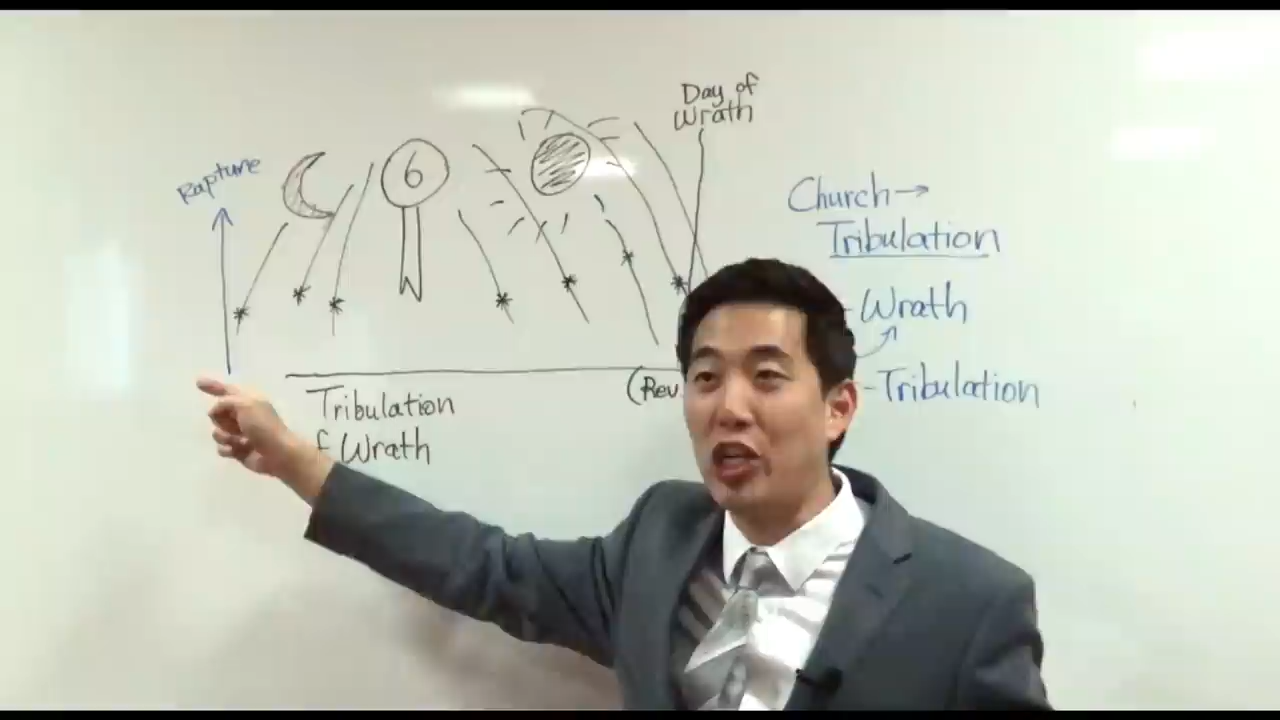 Rapture
6
Day of
Wrath
Church→
Tribulation
Wrath
-Tribulation
(Rev.
Tribulation
Wrath